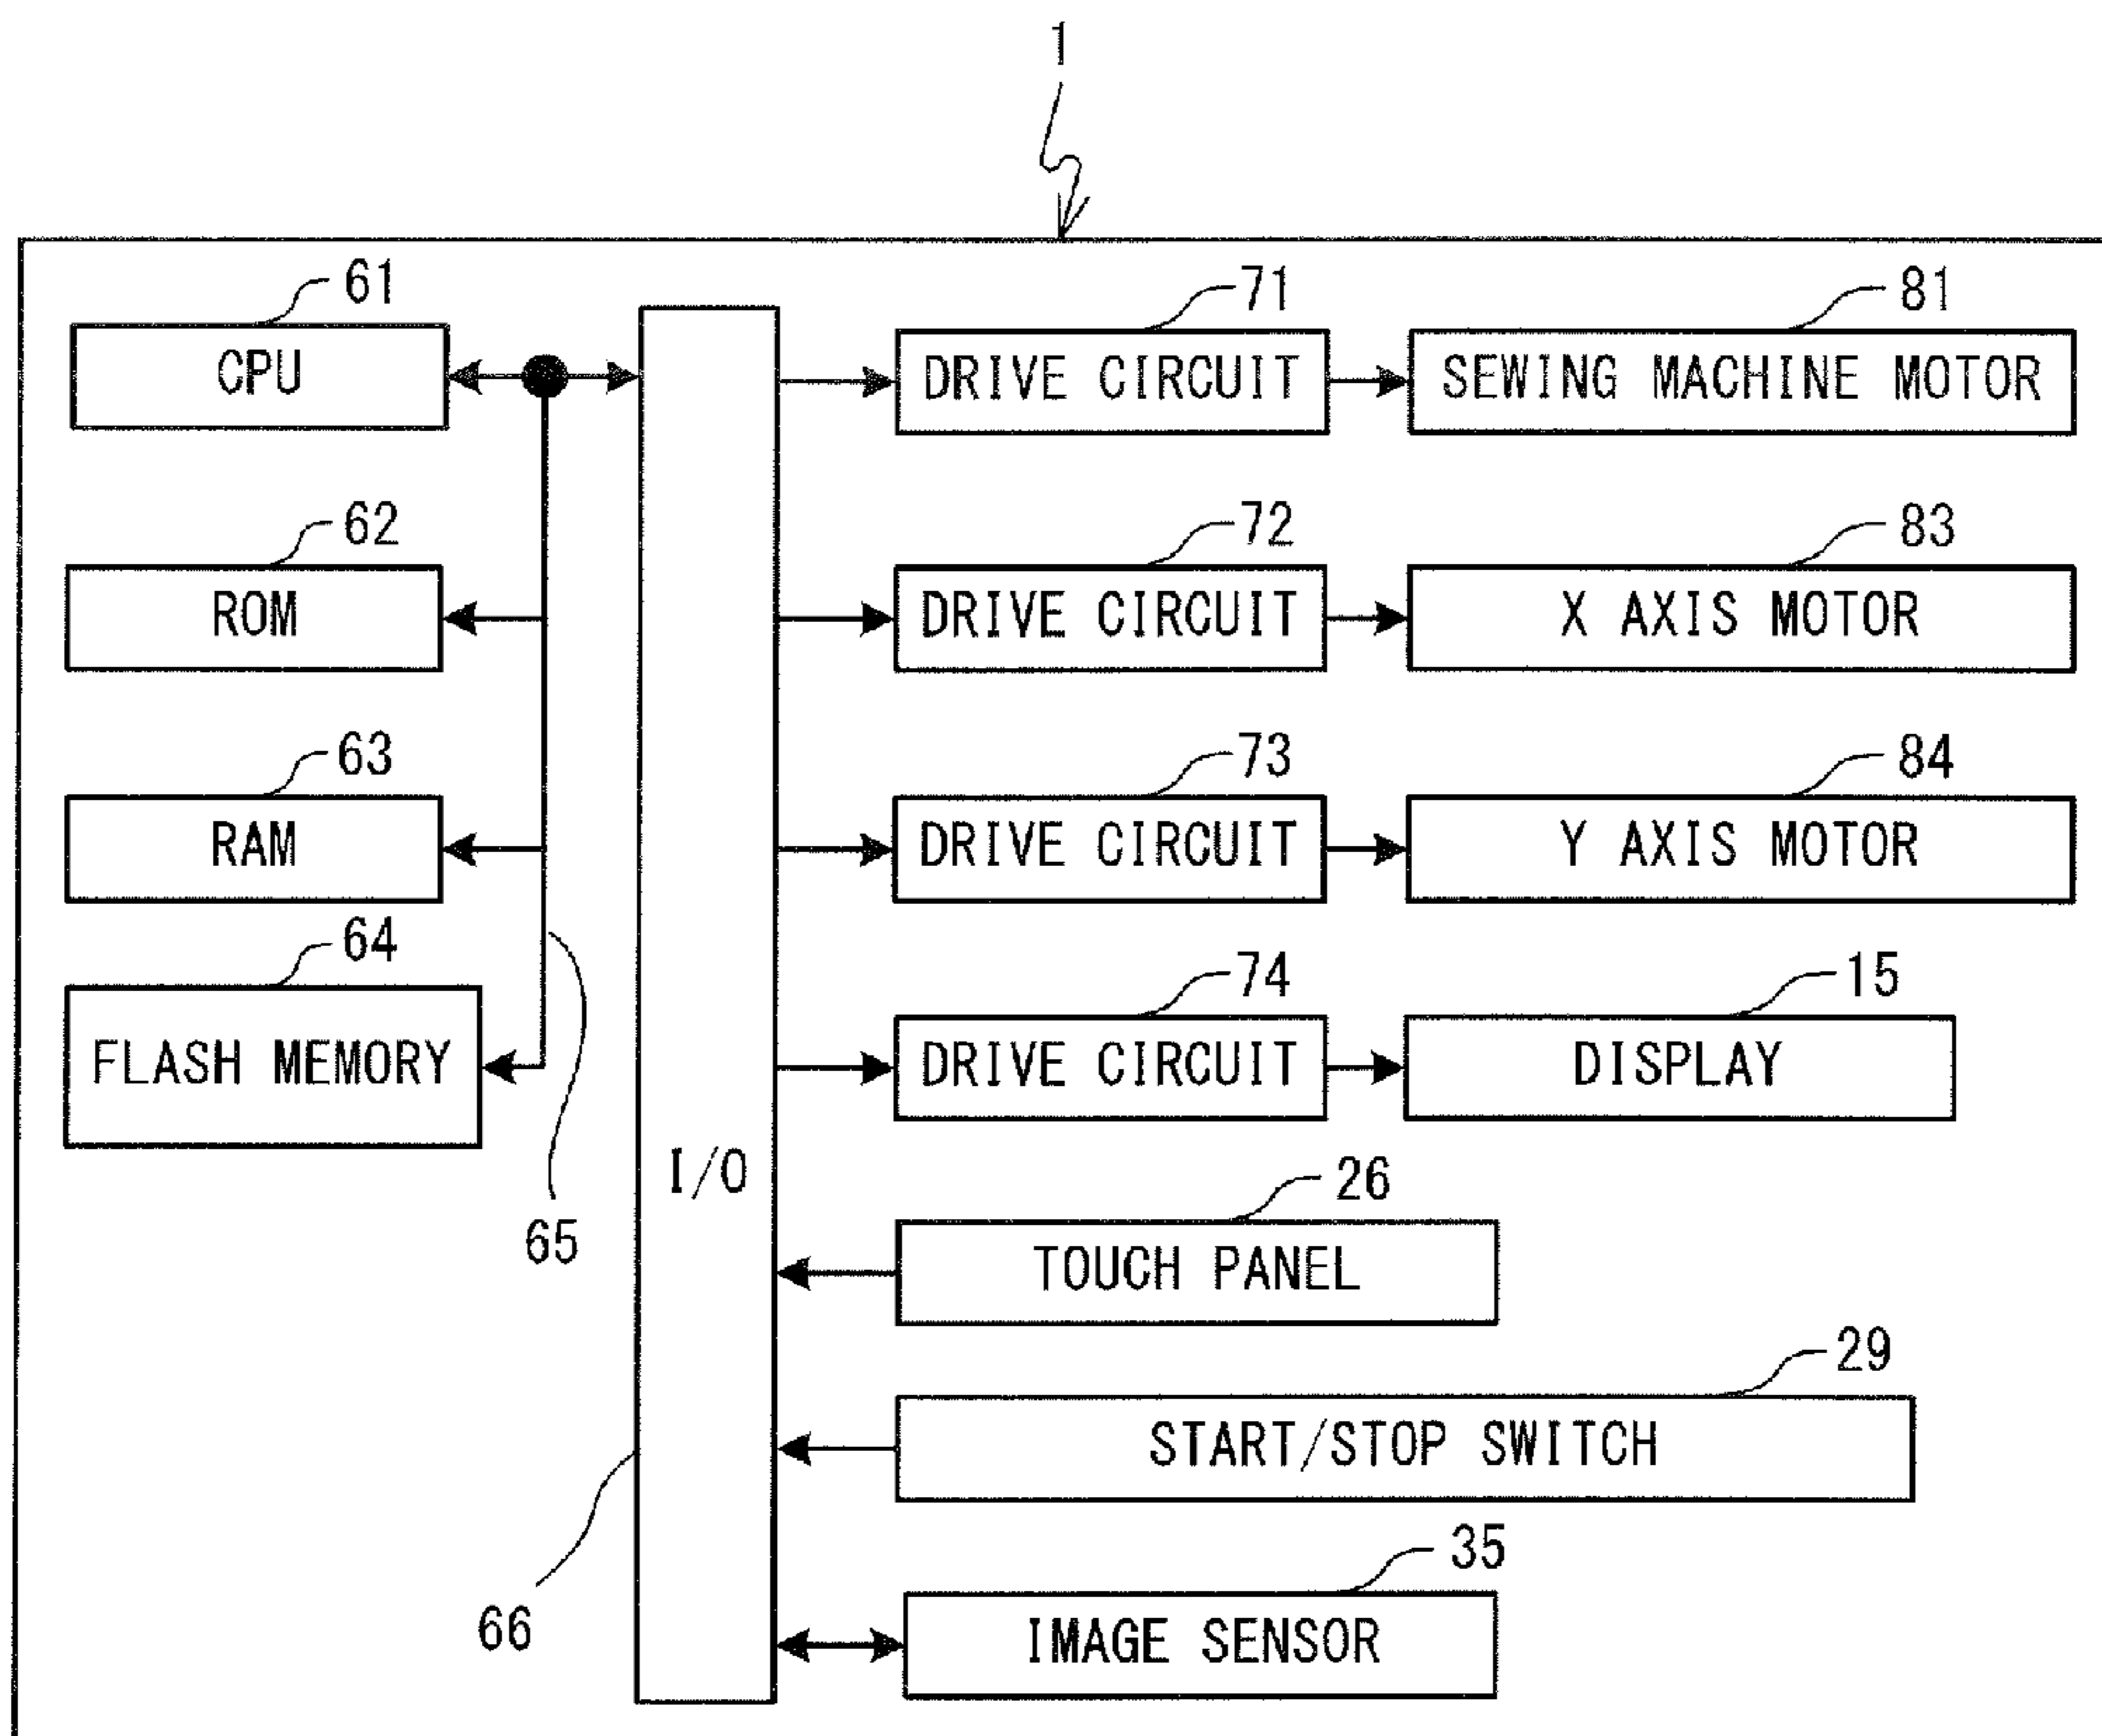 1
61
71
81
CPU
DRIVE CIRCUIT
SEWING MACHINE MOTOR
62
72
83
ROM
DRIVE CIRCUIT
X AXIS MOTOR
63
73
84
RAM
DRIVE CIRCUIT
Y AXIS MOTOR
64
74
15
FLASH MEMORY
DRIVE CIRCUIT
DISPLAY
I/O
26
65
TOUCH PANEL
29
START/STOP SWITCH
35
66
IMAGE SENSOR